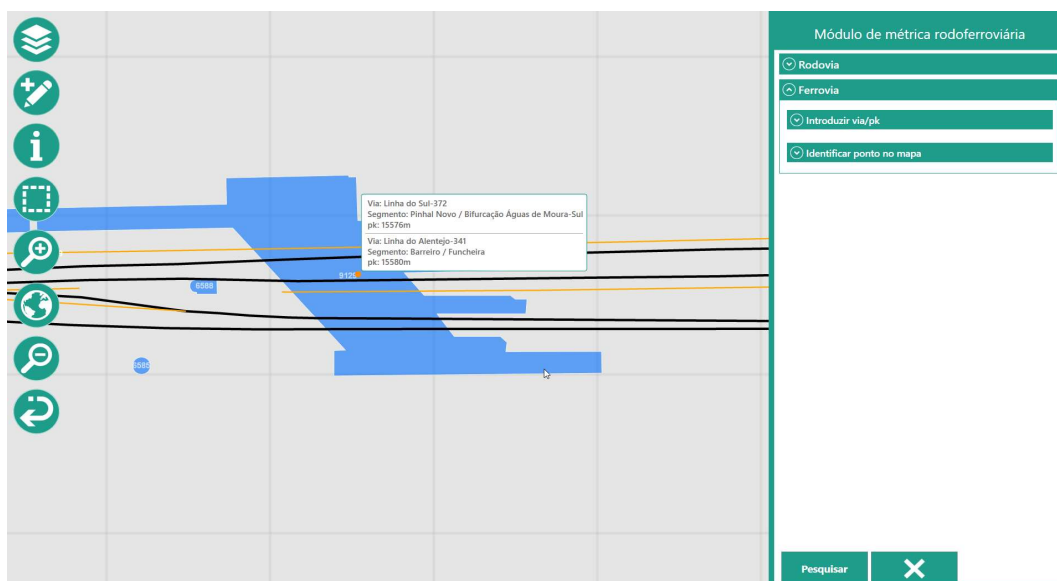 Módulo de métrica rodoferroviária
Rodovia
Ferrovia
Introduzir via/pk
Identificar ponto no mapa
Via: Linha do Sul-372
Segmento: Pinhal Novo / Bifurcação Águas de Moura-Sul
pk: 15576m
Via: Linha do Alentejo-341
Segmento: Barreiro / Funcheira
pk: 15580m
6588
Pesquisar